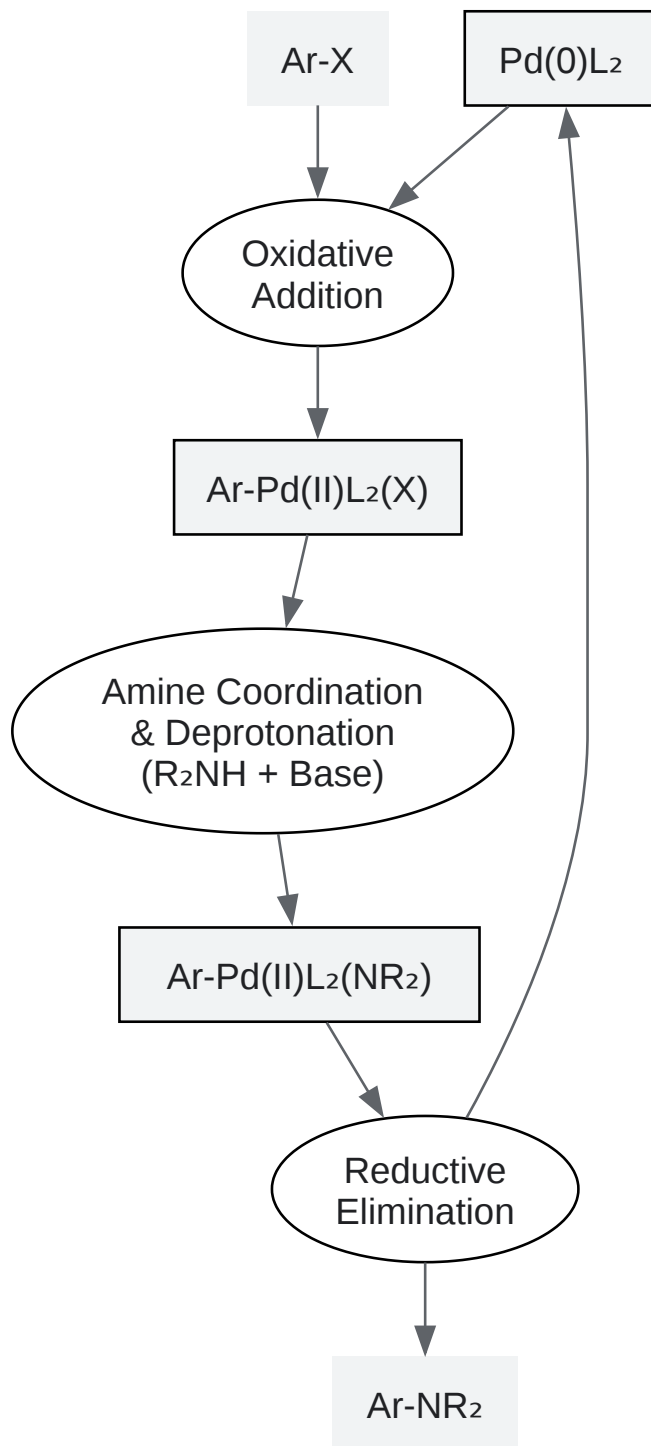 Ar-X
Pd(0)L₂
Oxidative
Addition
Ar-Pd(II)L₂(X)
Amine Coordination
& Deprotonation
(R₂NH + Base)
Ar-Pd(II)L₂(NR₂)
Reductive
Elimination
Ar-NR₂